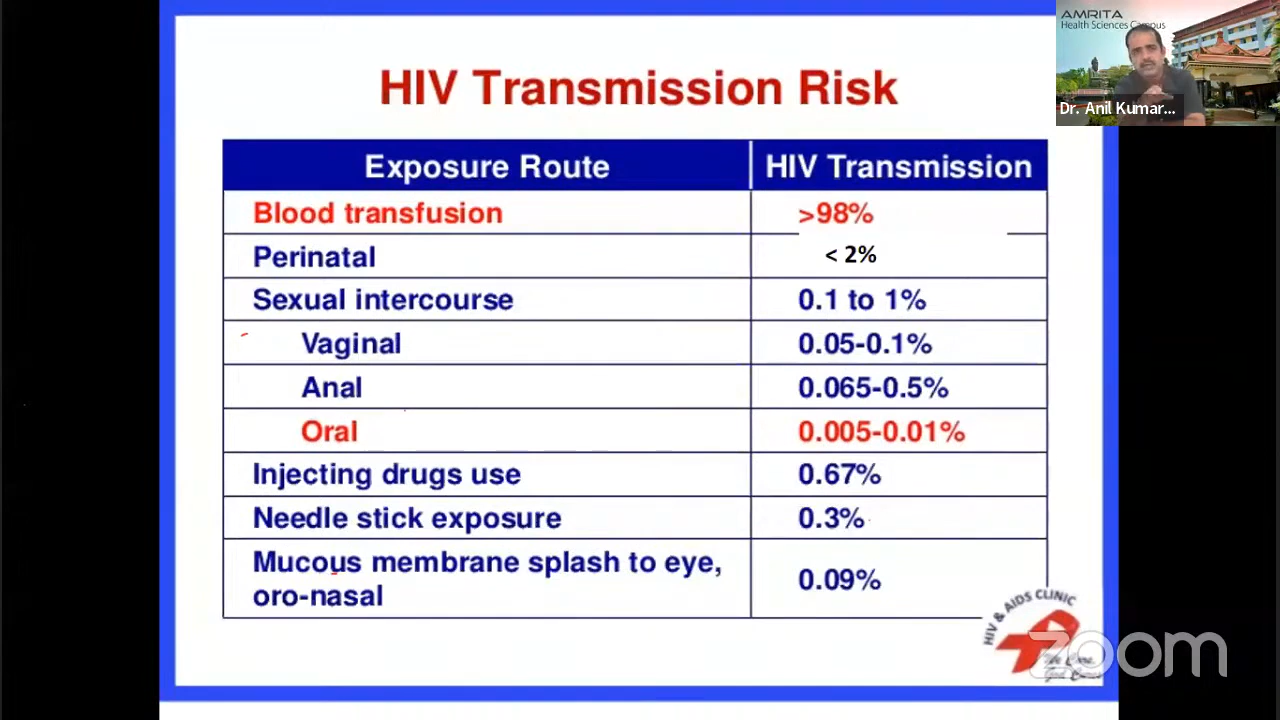 AMRITA
Health Sciences Campus
Dr. Anil Kumar...
HIV Transmission Risk
Exposure Route HIV Transmission
Blood transfusion >98%
Perinatal < 2%
Sexual intercourse 0.1 to 1%
Vaginal 0.05-0.1%
Anal 0.065-0.5%
Oral 0.005-0.01%
Injecting drugs use 0.67%
Needle stick exposure 0.3%
Mucous membrane splash to eye,
oro-nasal 0.09%
HIV & AIDS CLINIC
zoom